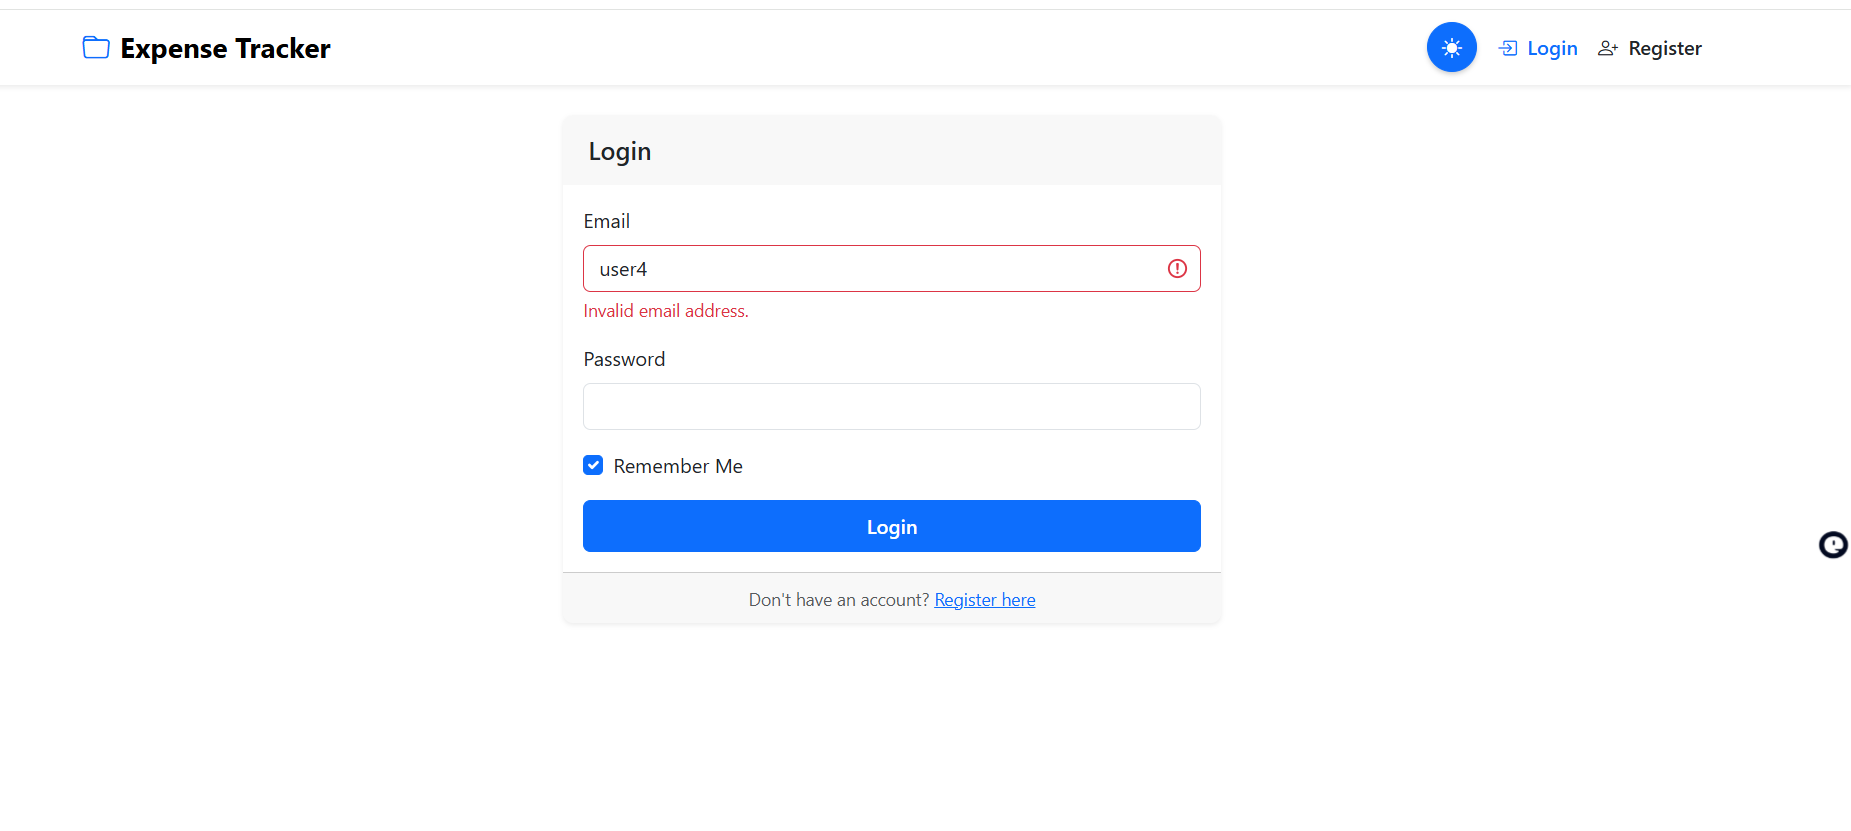 Expense Tracker
Login
Register
Login
Email
user4
Invalid email address.
Password
Remember Me
Login
Don't have an account? Register here